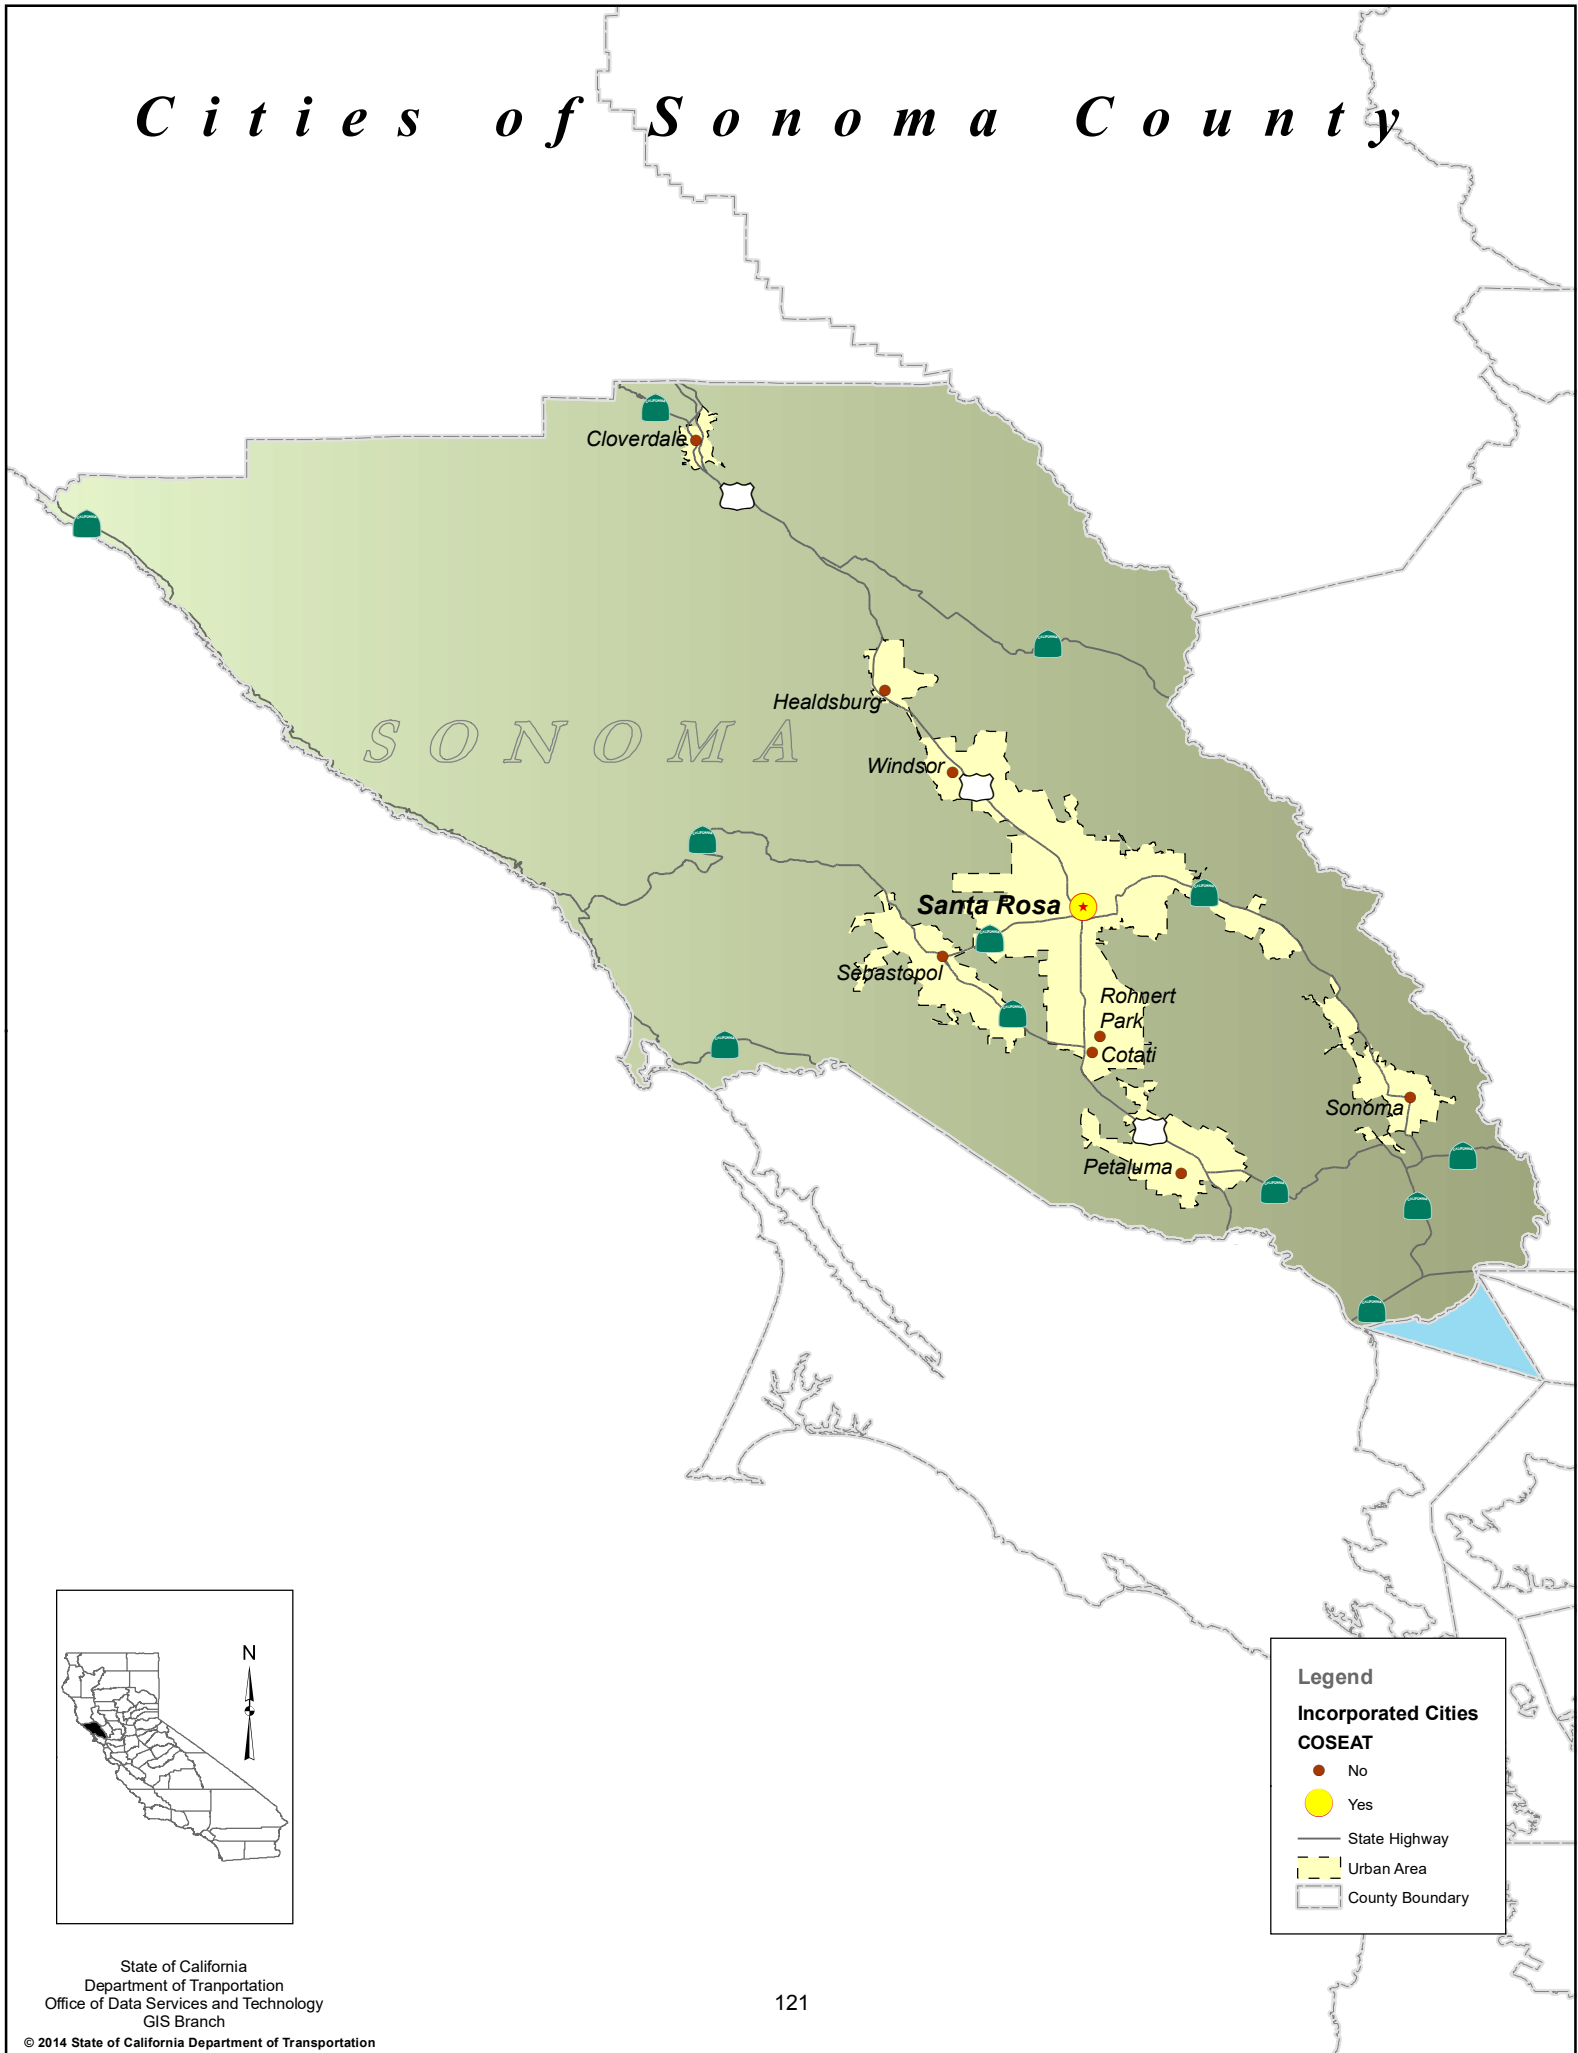 Cities of Sonoma County
Cloverdale
Healdsburg
SONOMA
Windsor
Santa Rosa
Sebastopol
Rohnert
Park
Cotati
Sonoma
Petaluma
N
Legend
Incorporated Cities
COSEAT
No
Yes
State Highway
Urban Area
County Boundary
State of California
Department of Tranportation
Office of Data Services and Technology
GIS Branch
© 2014 State of California Department of Transportation
121